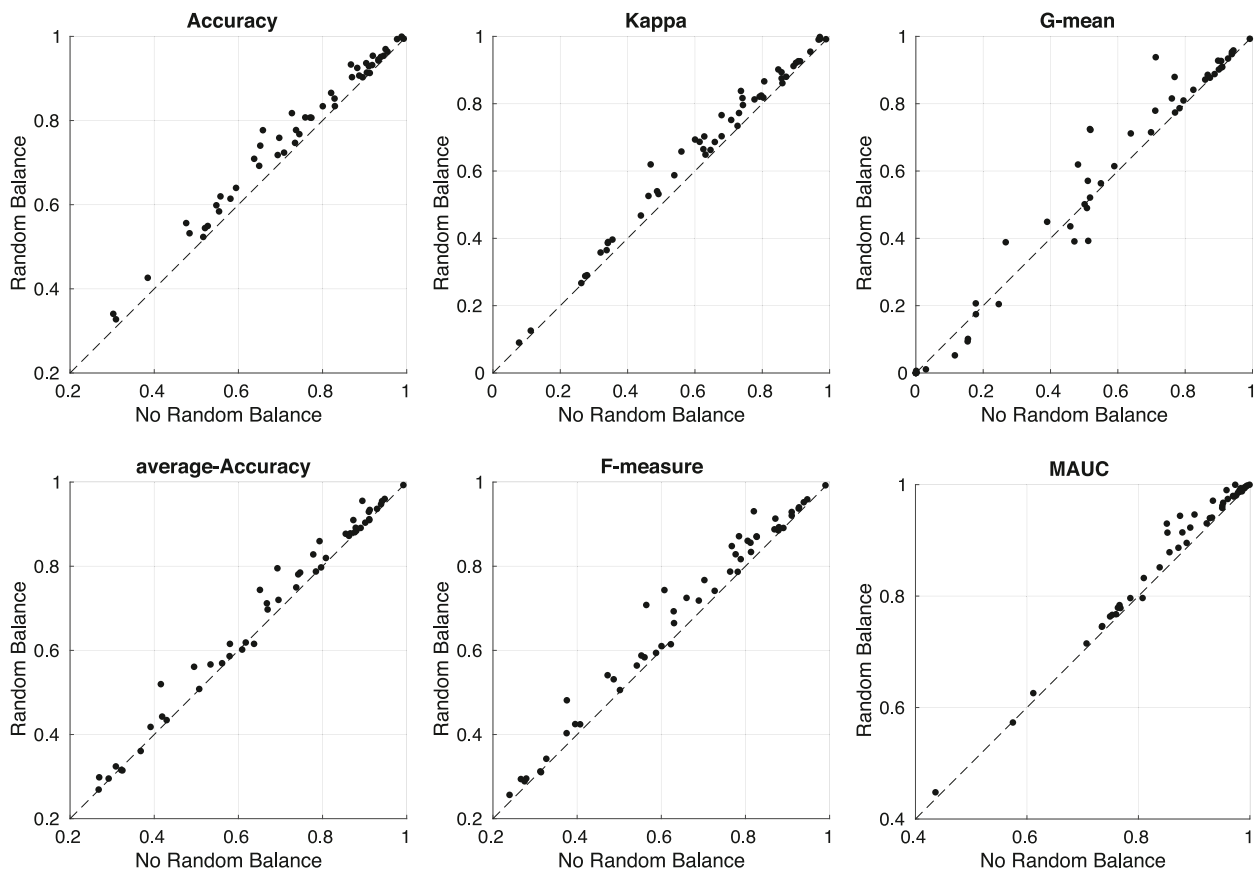 Accuracy
1
0.8
0.6
0.4
0.2
Random Balance
0.2 0.4 0.6 0.8 1
No Random Balance
Kappa
1
0.8
0.6
0.4
0.2
0
Random Balance
0 0.2 0.4 0.6 0.8 1
No Random Balance
G-mean
1
0.8
0.6
0.4
0.2
0
Random Balance
0 0.2 0.4 0.6 0.8 1
No Random Balance
average-Accuracy
1
0.8
0.6
0.4
0.2
Random Balance
0.2 0.4 0.6 0.8 1
No Random Balance
F-measure
1
0.8
0.6
0.4
0.2
Random Balance
0.2 0.4 0.6 0.8 1
No Random Balance
MAUC
1
0.8
0.6
0.4
Random Balance
0.4 0.6 0.8 1
No Random Balance